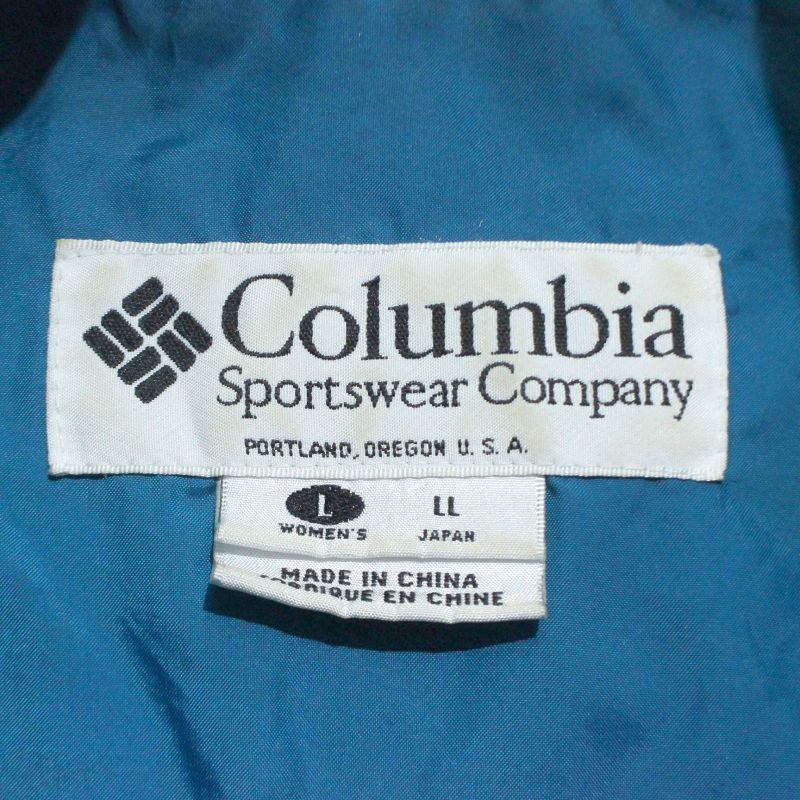 Columbia
Sportswear Company
PORTLAND, OREGON U. S. A.
L LL
WOMEN'S JAPAN
MADE IN CHINA
EN CHINE